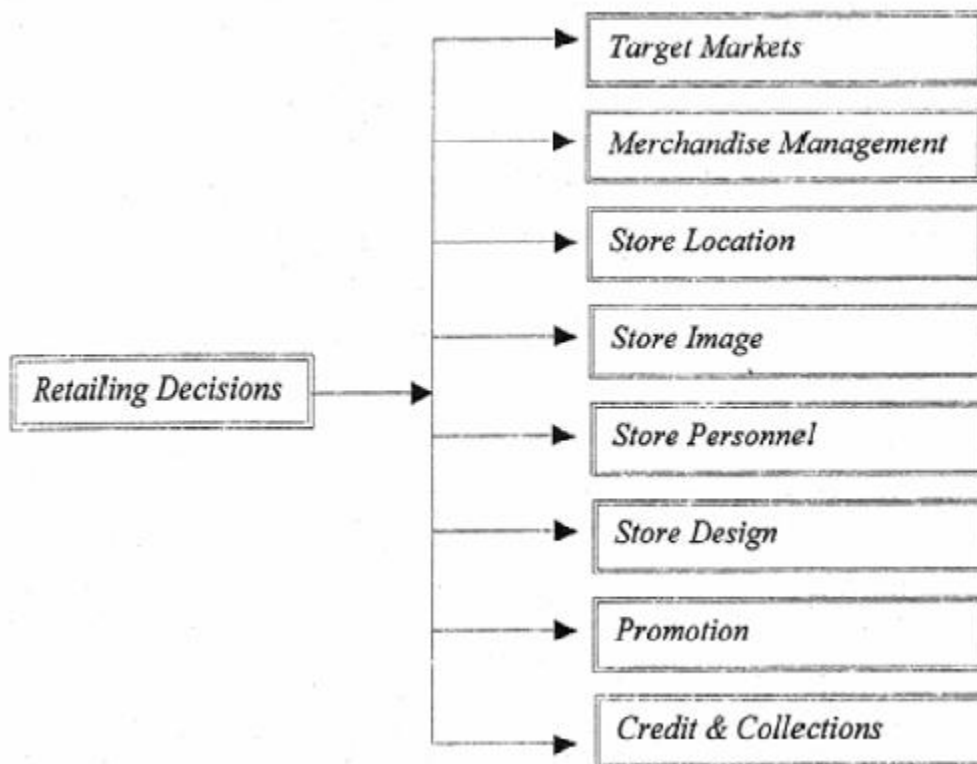 Target Markets
Merchandise Management
Store Location
Store Image
Retailing Decisions
Store Personnel
Store Design
Promotion
Credit & Collections